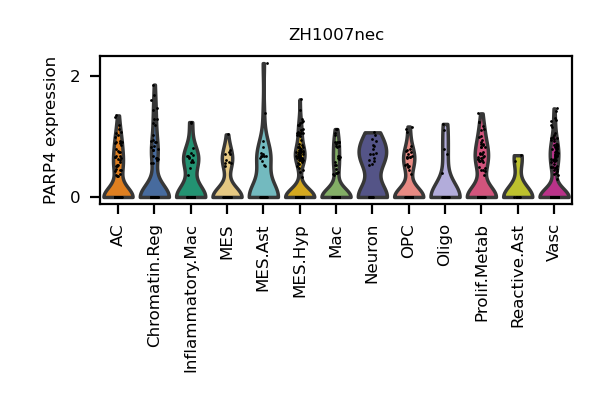 ZH1007nec
PARP4 expression
2
0
AC
Chromatin.Reg
Inflammatory.Mac
MES
MES.Ast
MES.Hyp
Mac
Neuron
OPC
Oligo
Prolif.Metab
Reactive.Ast
Vasc